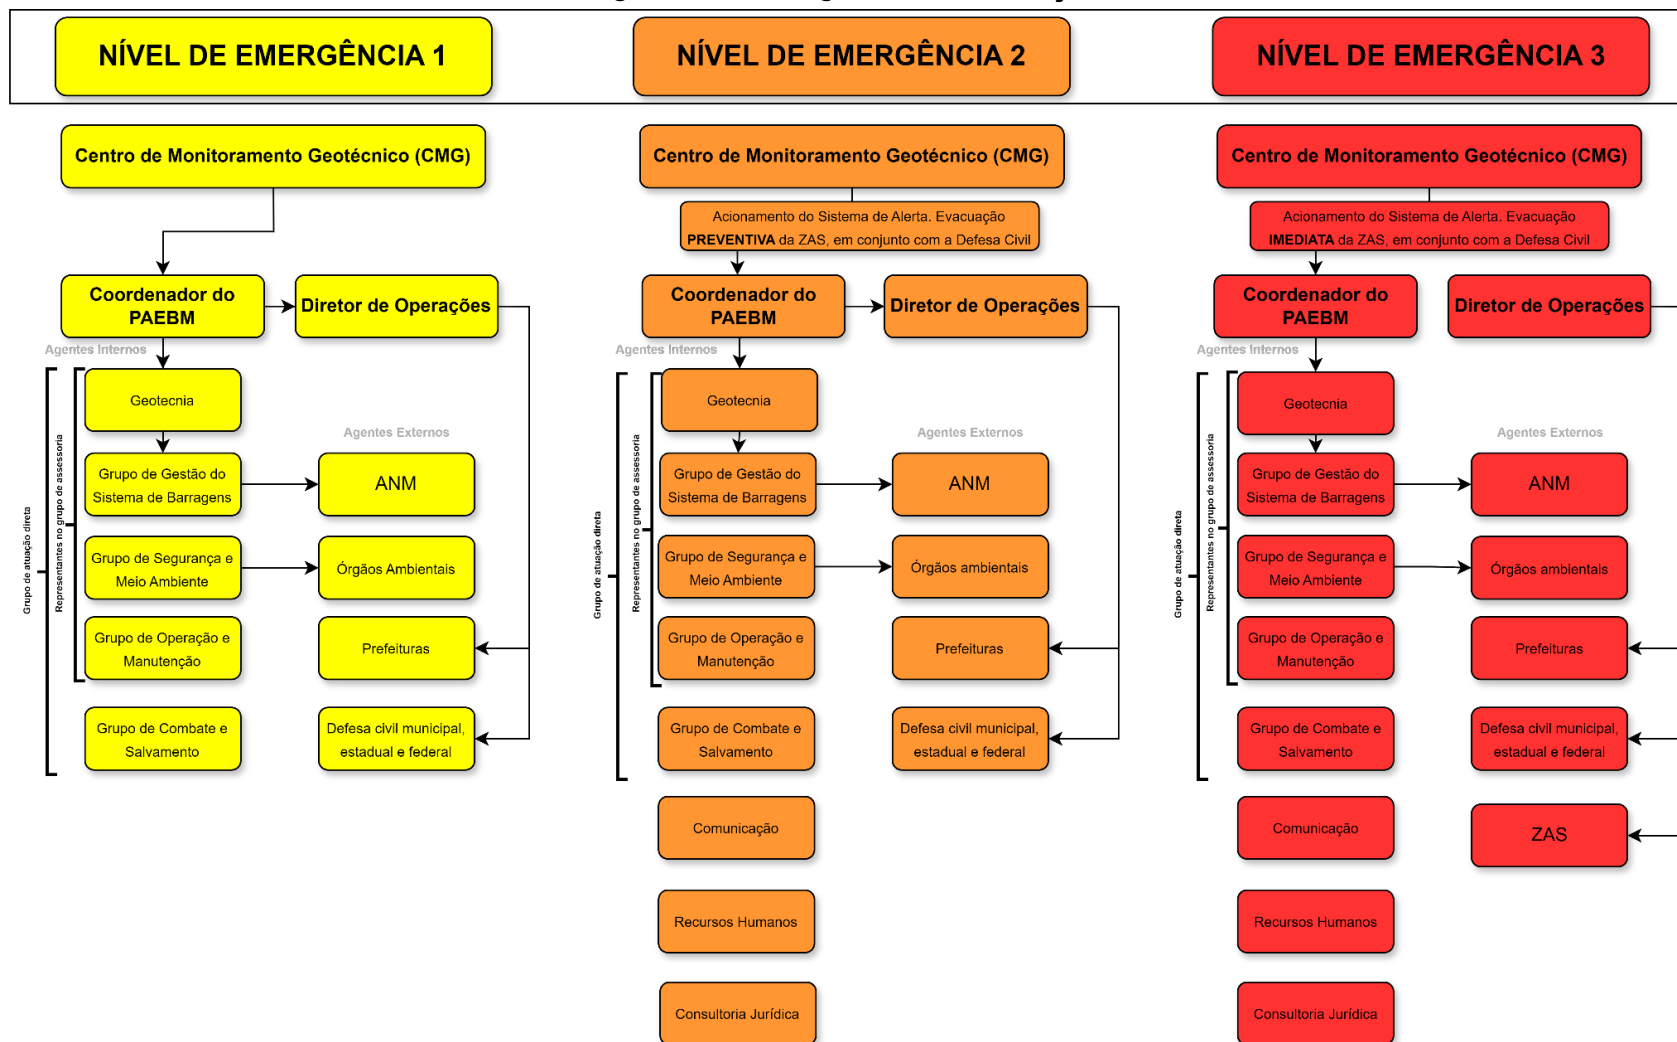 NÍVEL DE EMERGÊNCIA 1
NÍVEL DE EMERGÊNCIA 2
NÍVEL DE EMERGÊNCIA 3
Centro de Monitoramento Geotécnico (CMG)
Coordenador do
PAEBM
Diretor de Operações
Agentes Internos
Grupo de atuação direta
Representantes no grupo de assessoria
Geotecnia
Agentes Externos
Grupo de Gestão do
Sistema de Barragens
ANM
Grupo de Segurança e
Meio Ambiente
Órgãos Ambientais
Grupo de Operação e
Manutenção
Prefeituras
Grupo de Combate e
Salvamento
Defesa civil municipal,
estadual e federal
Centro de Monitoramento Geotécnico (CMG)
Acionamento do Sistema de Alerta. Evacuação
PREVENTIVA da ZAS, em conjunto com a Defesa Civil
Coordenador do
PAEBM
Diretor de Operações
Agentes Internos
Grupo de atuação direta
Representantes no grupo de assessoria
Geotecnia
Agentes Externos
Grupo de Gestão do
Sistema de Barragens
ANM
Grupo de Segurança e
Meio Ambiente
Órgãos ambientais
Grupo de Operação e
Manutenção
Prefeituras
Grupo de Combate e
Salvamento
Defesa civil municipal,
estadual e federal
Comunicação
Recursos Humanos
Consultoria Jurídica
Centro de Monitoramento Geotécnico (CMG)
Acionamento do Sistema de Alerta. Evacuação
IMEDIATA da ZAS, em conjunto com a Defesa Civil
Coordenador do
PAEBM
Diretor de Operações
Agentes Internos
Grupo de atuação direta
Representantes no grupo de assessoria
Geotecnia
Agentes Externos
Grupo de Gestão do
Sistema de Barragens
ANM
Grupo de Segurança e
Meio Ambiente
Órgãos ambientais
Grupo de Operação e
Manutenção
Prefeituras
Grupo de Combate e
Salvamento
Defesa civil municipal,
estadual e federal
Comunicação
ZAS
Recursos Humanos
Consultoria Jurídica